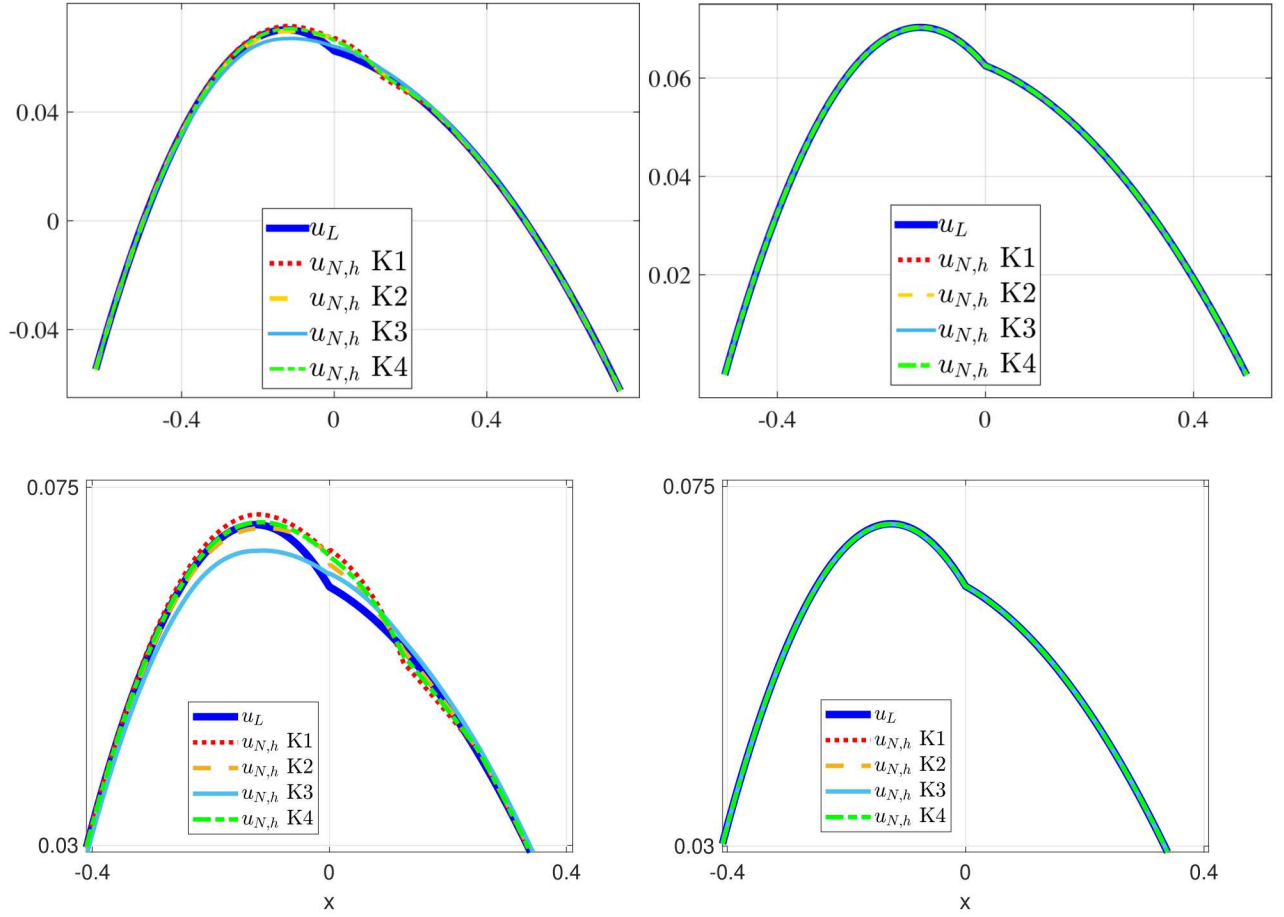 0.04
0
-0.04
-0.4
0
0.4
u_L
u_{N,h} K1
u_{N,h} K2
u_{N,h} K3
u_{N,h} K4
0.06
0.04
0.02
-0.4
0
0.4
u_L
u_{N,h} K1
u_{N,h} K2
u_{N,h} K3
u_{N,h} K4
0.075
0.03
-0.4
0
0.4
x
u_L
u_{N,h} K1
u_{N,h} K2
u_{N,h} K3
u_{N,h} K4
0.075
0.03
-0.4
0
0.4
x
u_L
u_{N,h} K1
u_{N,h} K2
u_{N,h} K3
u_{N,h} K4